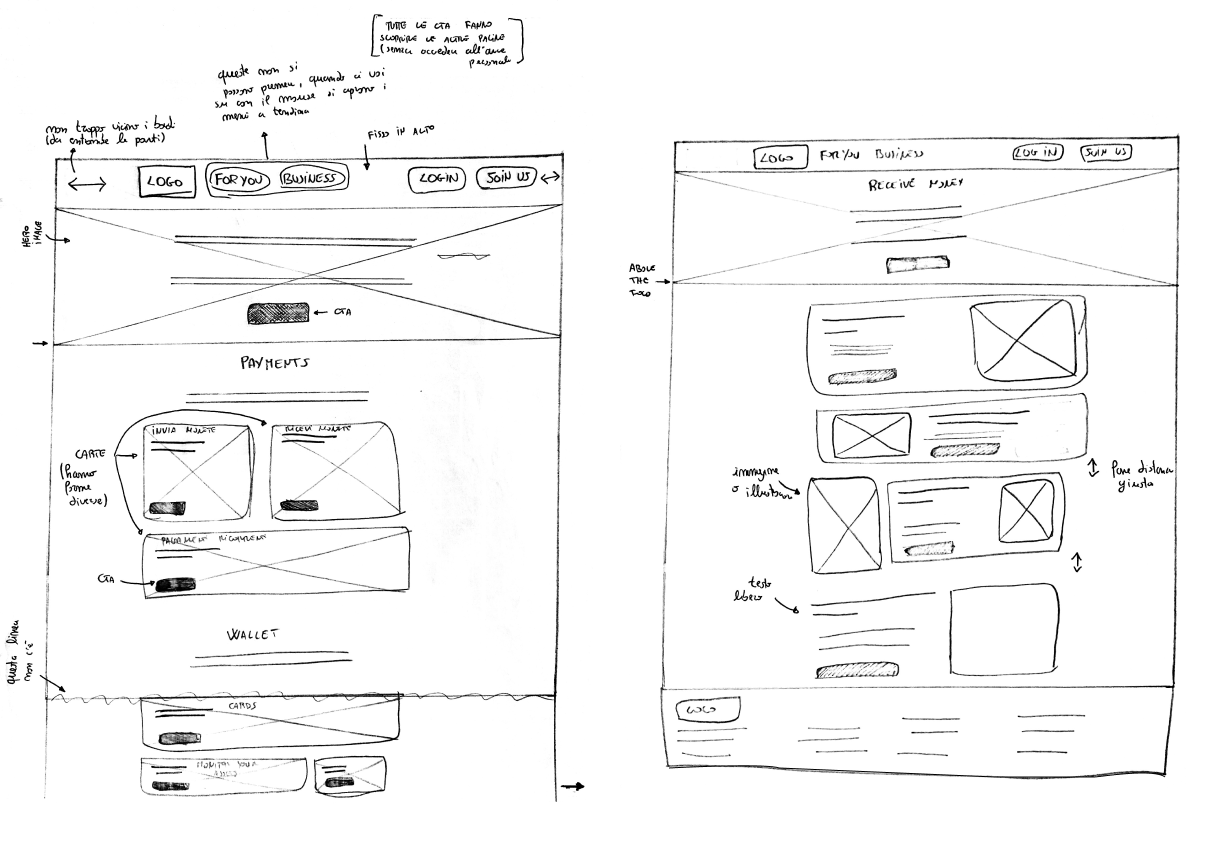 TUTTE LE CTA FANNO
SCOPRIRE LE ALTRE PAGINE
(senza accedere all'area
personale
queste non si
possono premere, quando ci vai
su con il mouse si aprono i
menù a tendina
non troppo vicino i bordi
(da entrambe le parti)
FISSO IN ALTO
LOGO
FOR YOU
BUSINESS
LOGIN
JOIN US
HERO
IMAGE
CTA
PAYMENTS
CARTE
(hanno
forme
diverse)
INVIA MONETE
RICEVI MONETE
PAGAMENTI RICORRENTI
CTA
WALLET
questa linea
non c'è
CARDS
MONITOR YOUR
LOGO
FOR YOU
BUSINESS
LOG IN
JOIN US
RECEIVE MONEY
ABOVE
THE
FOLD
immagine
o illustrazione
Porre distanza
giusta
testo
libero
LOGO